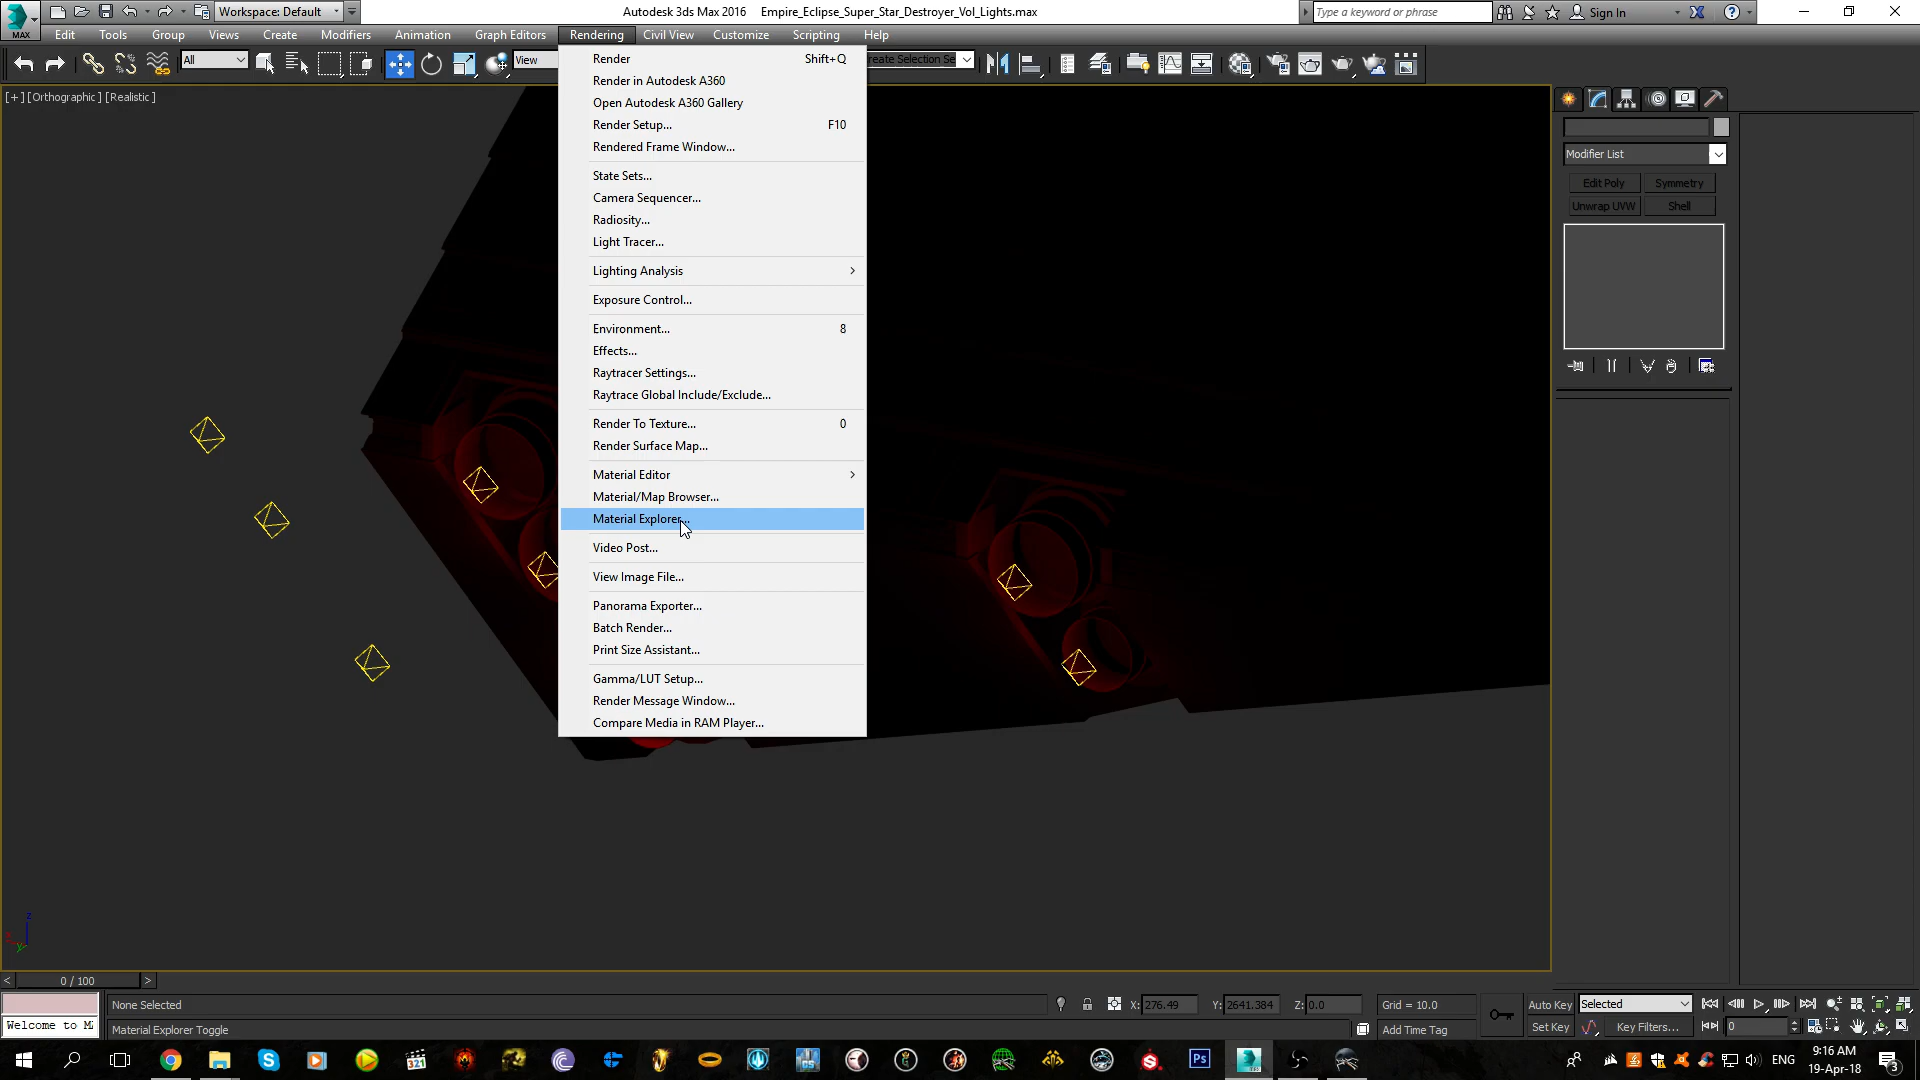 Workspace: Default
Autodesk 3ds Max 2016 Empire_Eclipse_Super_Star_Destroyer_Vol_Lights.max
Type a keyword or phrase
Sign In
MAX
Edit Tools Group Views Create Modifiers Animation Graph Editors Rendering Civil View Customize Scripting Help
All
View
reate Selection Se
[+] [Orthographic] [Realistic]
Render Shift+Q
Render in Autodesk A360
Open Autodesk A360 Gallery
Render Setup... F10
Rendered Frame Window...
State Sets...
Camera Sequencer...
Radiosity...
Light Tracer...
Lighting Analysis
Exposure Control...
Environment... 8
Effects...
Raytracer Settings...
Raytrace Global Include/Exclude...
Render To Texture... 0
Render Surface Map...
Material Editor
Material/Map Browser...
Material Explorer...
Video Post...
View Image File...
Panorama Exporter...
Batch Render...
Print Size Assistant...
Gamma/LUT Setup...
Render Message Window...
Compare Media in RAM Player...
Modifier List
Edit Poly Symmetry
Unwrap UVW Shell
z
0 / 100
None Selected
X: 276.49 Y: 2641.384 Z: 0.0
Grid = 10.0
Auto Key
Selected
Welcome to M
Material Explorer Toggle
Add Time Tag
Set Key
Key Filters...
0
321
Ps
ENG
9:16 AM
19-Apr-18
3